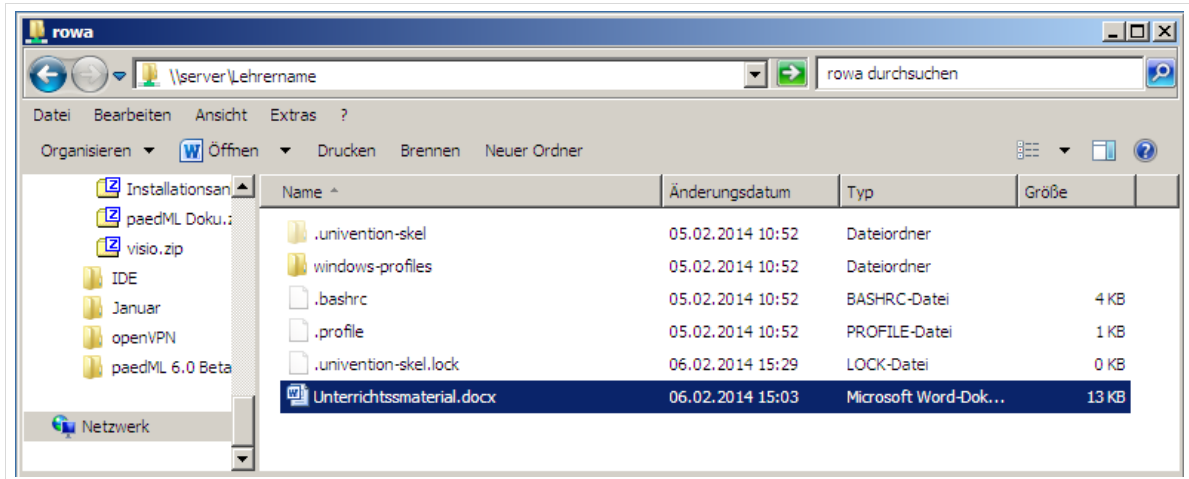 rowa
\\server\Lehrername
rowa durchsuchen
Datei Bearbeiten Ansicht Extras ?
Organisieren Öffnen Drucken Brennen Neuer Ordner
Installationsan
paedML Doku.z
visio.zip
IDE
Januar
openVPN
paedML 6.0 Beta
Netzwerk
Name Änderungsdatum Typ Größe
.univention-skel 05.02.2014 10:52 Dateiordner
windows-profiles 05.02.2014 10:52 Dateiordner
.bashrc 05.02.2014 10:52 BASHRC-Datei 4 KB
.profile 05.02.2014 10:52 PROFILE-Datei 1 KB
.univention-skel.lock 06.02.2014 15:29 LOCK-Datei 0 KB
Unterrichtssmaterial.docx 06.02.2014 15:03 Microsoft Word-Dok... 13 KB